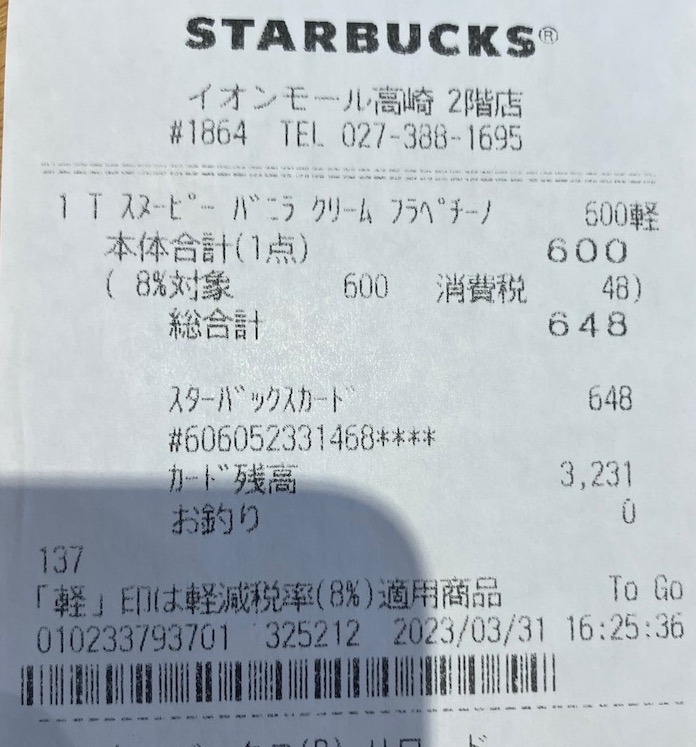 STARBUCKS®
イオンモール高崎 2階店
#1864 TEL 027-388-1695
1 T ｽﾇｰﾋﾟｰ ﾊﾞﾆﾗ ｸﾘｰﾑ ﾌﾗﾍﾟﾁｰﾉ 600軽
本体合計(1点) 600
( 8%対象 600 消費税 48)
総合計 648
ｽﾀｰﾊﾞｯｸｽｶｰﾄﾞ 648
#606052331468****
ｶｰﾄﾞ残高 3,231
お釣り 0
137
「軽」印は軽減税率(8%)適用商品 To Go
010233793701 325212 2023/03/31 16:25:36